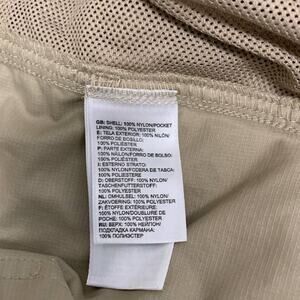 GB: SHELL: 100% NYLON/POCKET
LINING: 100% POLYESTER
E: TELA EXTERIOR: 100% NILÓN/
FORRO DE BOSILLO:
100% POLIÉSTER
P: PARTE EXTERNA:
100% NÁILON/FORRO DE BOLSO:
100% POLIÉSTER
I: ESTERNO STRATO:
100% NYLON/FODERA DE TASCA:
100% POLIESTERE
D: OBERSTOFF: 100% NYLON/
TASCHENFUTTERSTOFF:
100% POLYESTER
NL: OMHULSEL: 100% NYLON/
ZAKVOERING: 100% POLYESTER
F: ÉTOFFE EXTÉRIEURE:
100% NYLON/DOUBLURE DE
POCHE: 100% POLYESTER
RU: ВЕРХ: 100% НЕЙЛОН/
ПОДКЛАДКА КАРМАНА:
100% ПОЛИЭСТЕР